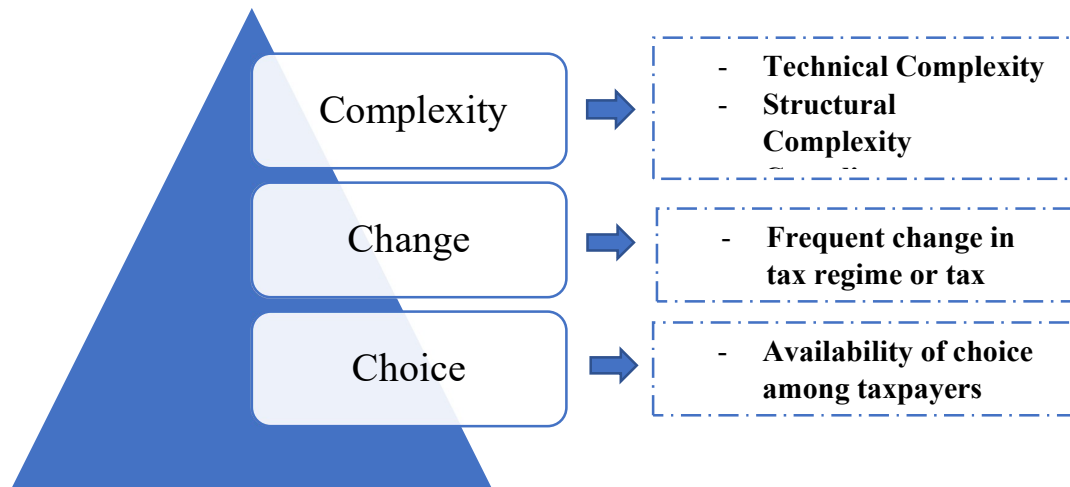 Complexity
- Technical Complexity
- Structural
Complexity
Change
- Frequent change in
tax regime or tax
Choice
- Availability of choice
among taxpayers